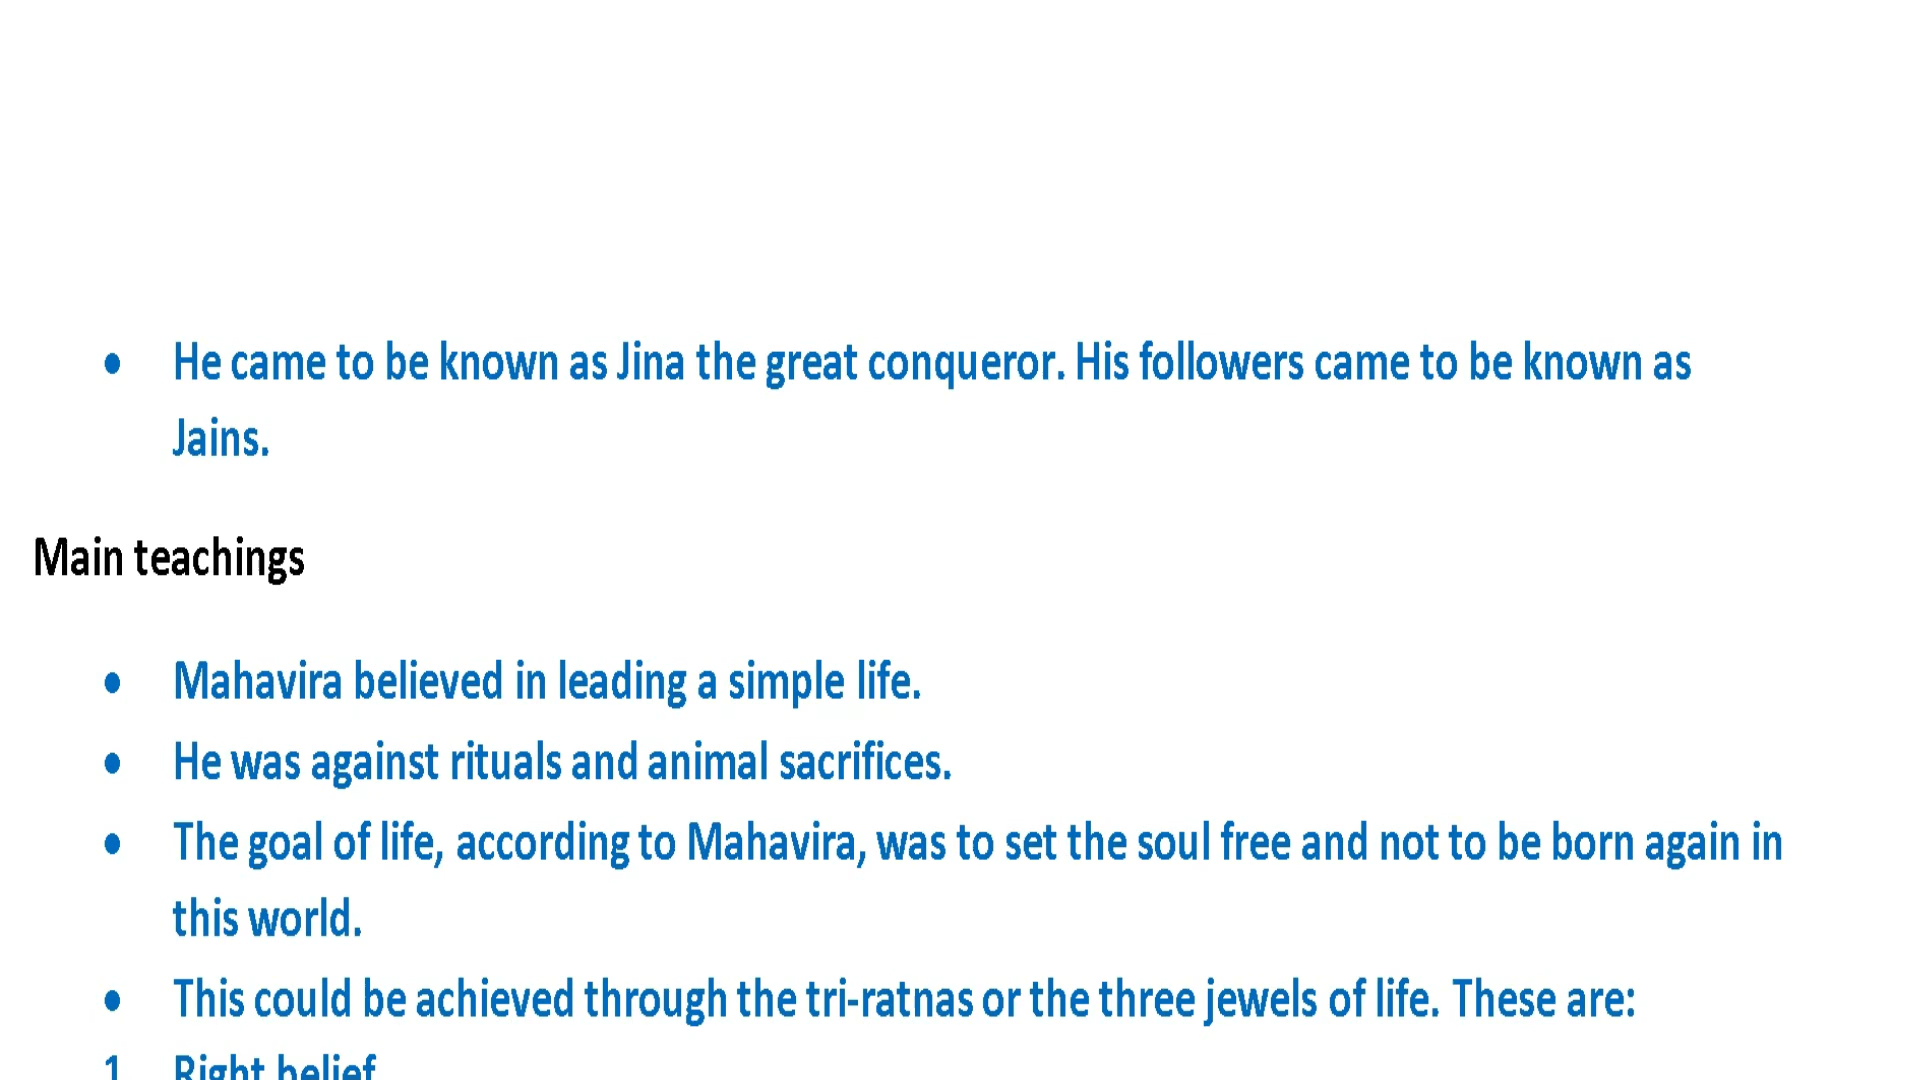 • He came to be known as Jina the great conqueror. His followers came to be known as
Jains.
Main teachings
• Mahavira believed in leading a simple life.
• He was against rituals and animal sacrifices.
• The goal of life, according to Mahavira, was to set the soul free and not to be born again in
this world.
• This could be achieved through the tri-ratnas or the three jewels of life. These are:
1 Right belief